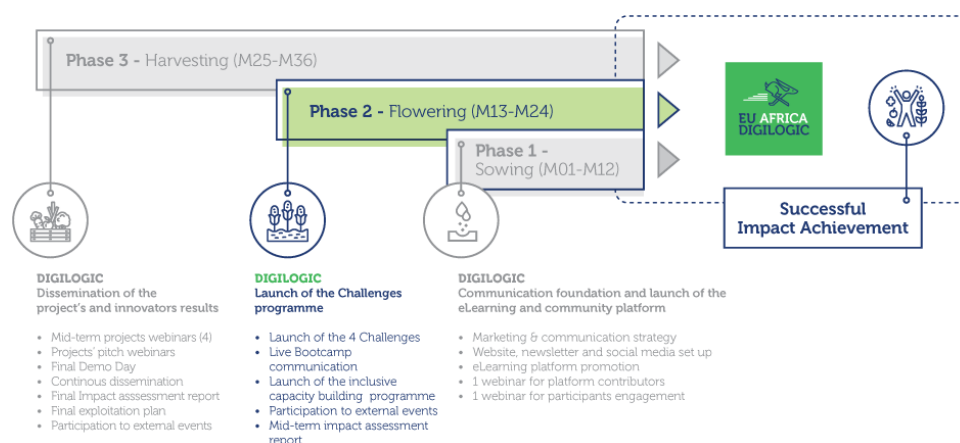 Phase 3 - Harvesting (M25-M36)
Phase 2 - Flowering (M13-M24)
Phase 1 -
Sowing (M01-M12)
EU AFRICA
DIGILOGIC
Successful
Impact Achievement
DIGILOGIC
Dissemination of the
project's and innovators results
• Mid-term projects webinars (4)
• Projects' pitch webinars
• Final Demo Day
• Continous dissemination
• Final Impact asssessment report
• Final exploitation plan
• Participation to external events
DIGILOGIC
Launch of the Challenges
programme
• Launch of the 4 Challenges
• Live Bootcamp
communication
• Launch of the inclusive
capacity building programme
• Participation to external events
• Mid-term impact assessment
report
DIGILOGIC
Communication foundation and launch of the
eLearning and community platform
• Marketing & communication strategy
• Website, newsletter and social media set up
• eLearning platform promotion
• 1 webinar for platform contributors
• 1 webinar for participants engagement